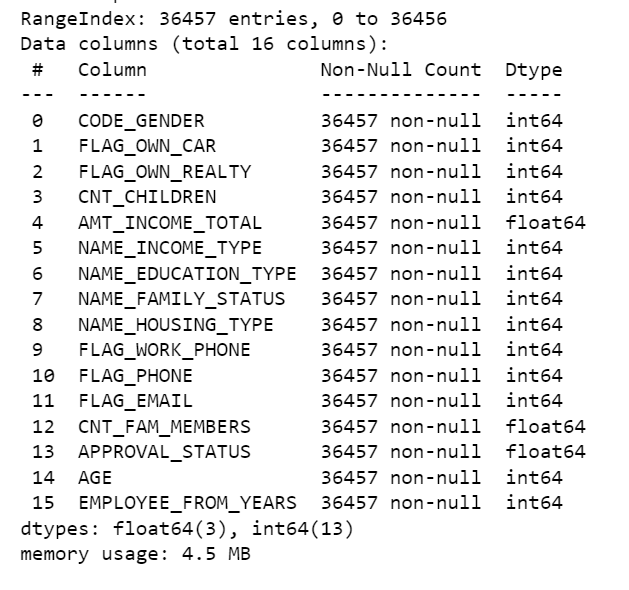 RangeIndex: 36457 entries, 0 to 36456
Data columns (total 16 columns):
 #   Column               Non-Null Count  Dtype
---  ------               --------------  -----
 0   CODE_GENDER          36457 non-null  int64
 1   FLAG_OWN_CAR         36457 non-null  int64
 2   FLAG_OWN_REALTY      36457 non-null  int64
 3   CNT_CHILDREN         36457 non-null  int64
 4   AMT_INCOME_TOTAL     36457 non-null  float64
 5   NAME_INCOME_TYPE     36457 non-null  int64
 6   NAME_EDUCATION_TYPE  36457 non-null  int64
 7   NAME_FAMILY_STATUS   36457 non-null  int64
 8   NAME_HOUSING_TYPE    36457 non-null  int64
 9   FLAG_WORK_PHONE      36457 non-null  int64
 10  FLAG_PHONE           36457 non-null  int64
 11  FLAG_EMAIL           36457 non-null  int64
 12  CNT_FAM_MEMBERS      36457 non-null  float64
 13  APPROVAL_STATUS      36457 non-null  float64
 14  AGE                  36457 non-null  int64
 15  EMPLOYEE_FROM_YEARS  36457 non-null  int64
dtypes: float64(3), int64(13)
memory usage: 4.5 MB